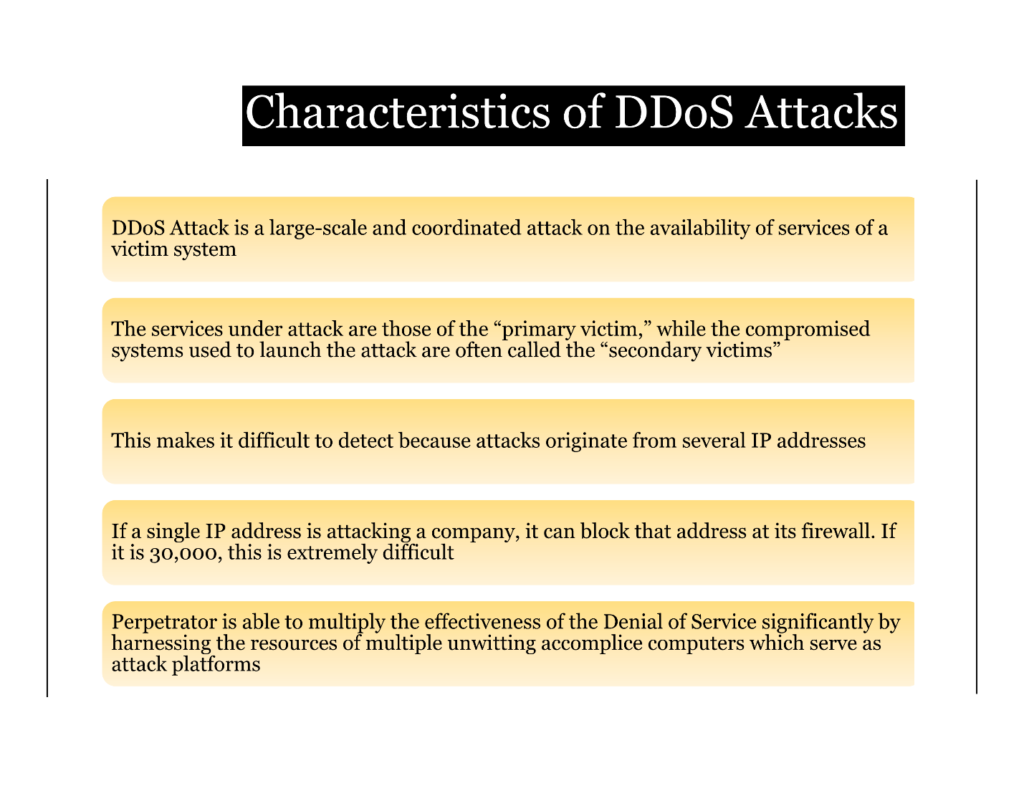 Characteristics of DDoS Attacks
DDoS Attack is a large-scale and coordinated attack on the availability of services of a
victim system
The services under attack are those of the “primary victim,” while the compromised
systems used to launch the attack are often called the “secondary victims”
This makes it difficult to detect because attacks originate from several IP addresses
If a single IP address is attacking a company, it can block that address at its firewall. If
it is 30,000, this is extremely difficult
Perpetrator is able to multiply the effectiveness of the Denial of Service significantly by
harnessing the resources of multiple unwitting accomplice computers which serve as
attack platforms